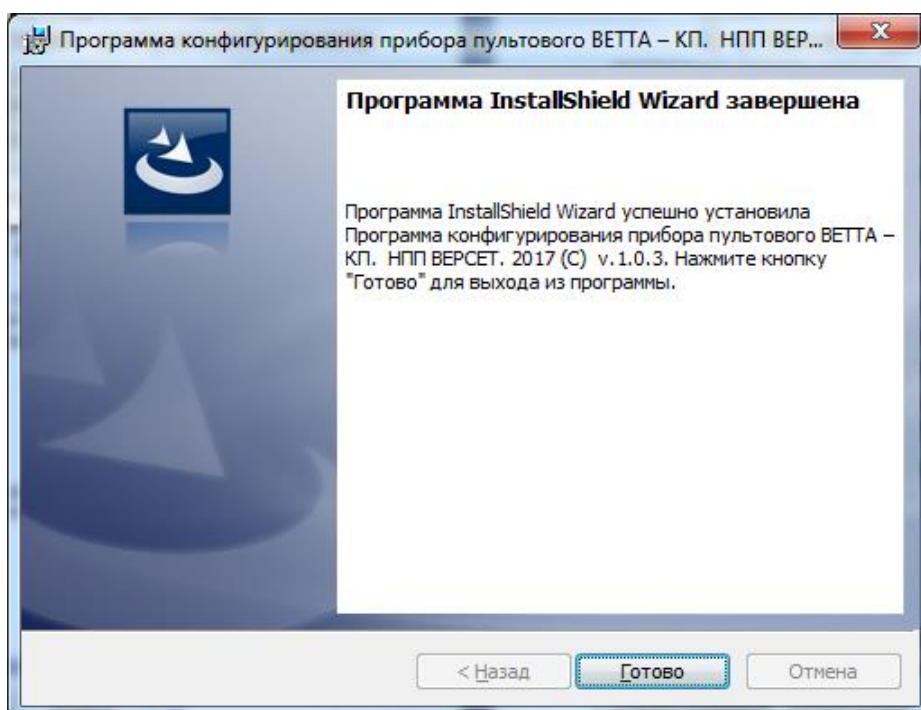 Программа конфигурирования прибора пультового ВЕТТА – КП. НПП ВЕР...
Программа InstallShield Wizard завершена
Программа InstallShield Wizard успешно установила
Программа конфигурирования прибора пультового ВЕТТА –
КП. НПП ВЕРСЕТ. 2017 (C) v.1.0.3. Нажмите кнопку
"Готово" для выхода из программы.
< Назад Готово Отмена